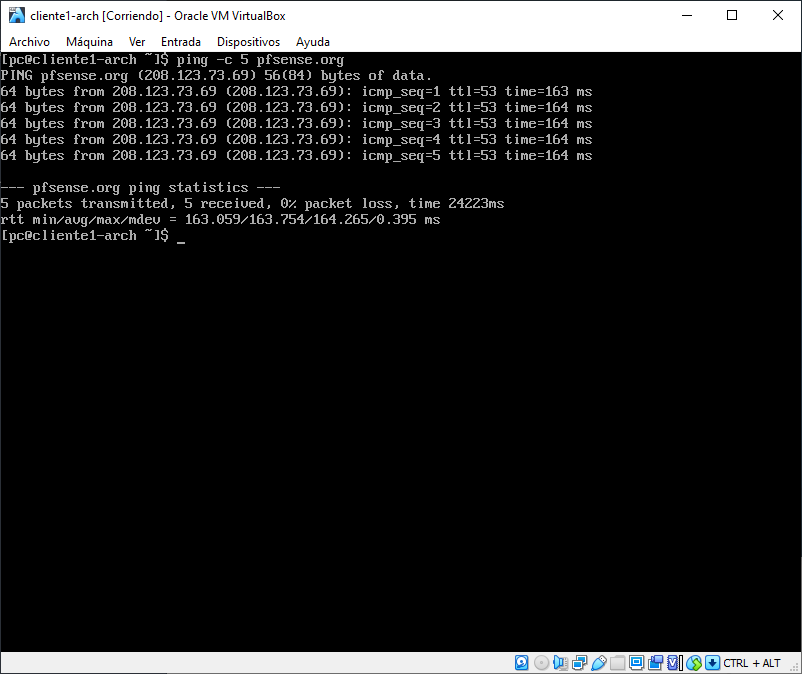 cliente1-arch [Corriendo] - Oracle VM VirtualBox
Archivo Máquina Ver Entrada Dispositivos Ayuda
[pc@cliente1-arch ~]$ ping -c 5 pfsense.org
PING pfsense.org (208.123.73.69) 56(84) bytes of data.
64 bytes from 208.123.73.69 (208.123.73.69): icmp_seq=1 ttl=53 time=163 ms
64 bytes from 208.123.73.69 (208.123.73.69): icmp_seq=2 ttl=53 time=164 ms
64 bytes from 208.123.73.69 (208.123.73.69): icmp_seq=3 ttl=53 time=164 ms
64 bytes from 208.123.73.69 (208.123.73.69): icmp_seq=4 ttl=53 time=164 ms
64 bytes from 208.123.73.69 (208.123.73.69): icmp_seq=5 ttl=53 time=164 ms
--- pfsense.org ping statistics ---
5 packets transmitted, 5 received, 0% packet loss, time 24223ms
rtt min/avg/max/mdev = 163.059/163.754/164.265/0.395 ms
[pc@cliente1-arch ~]$ _
CTRL + ALT